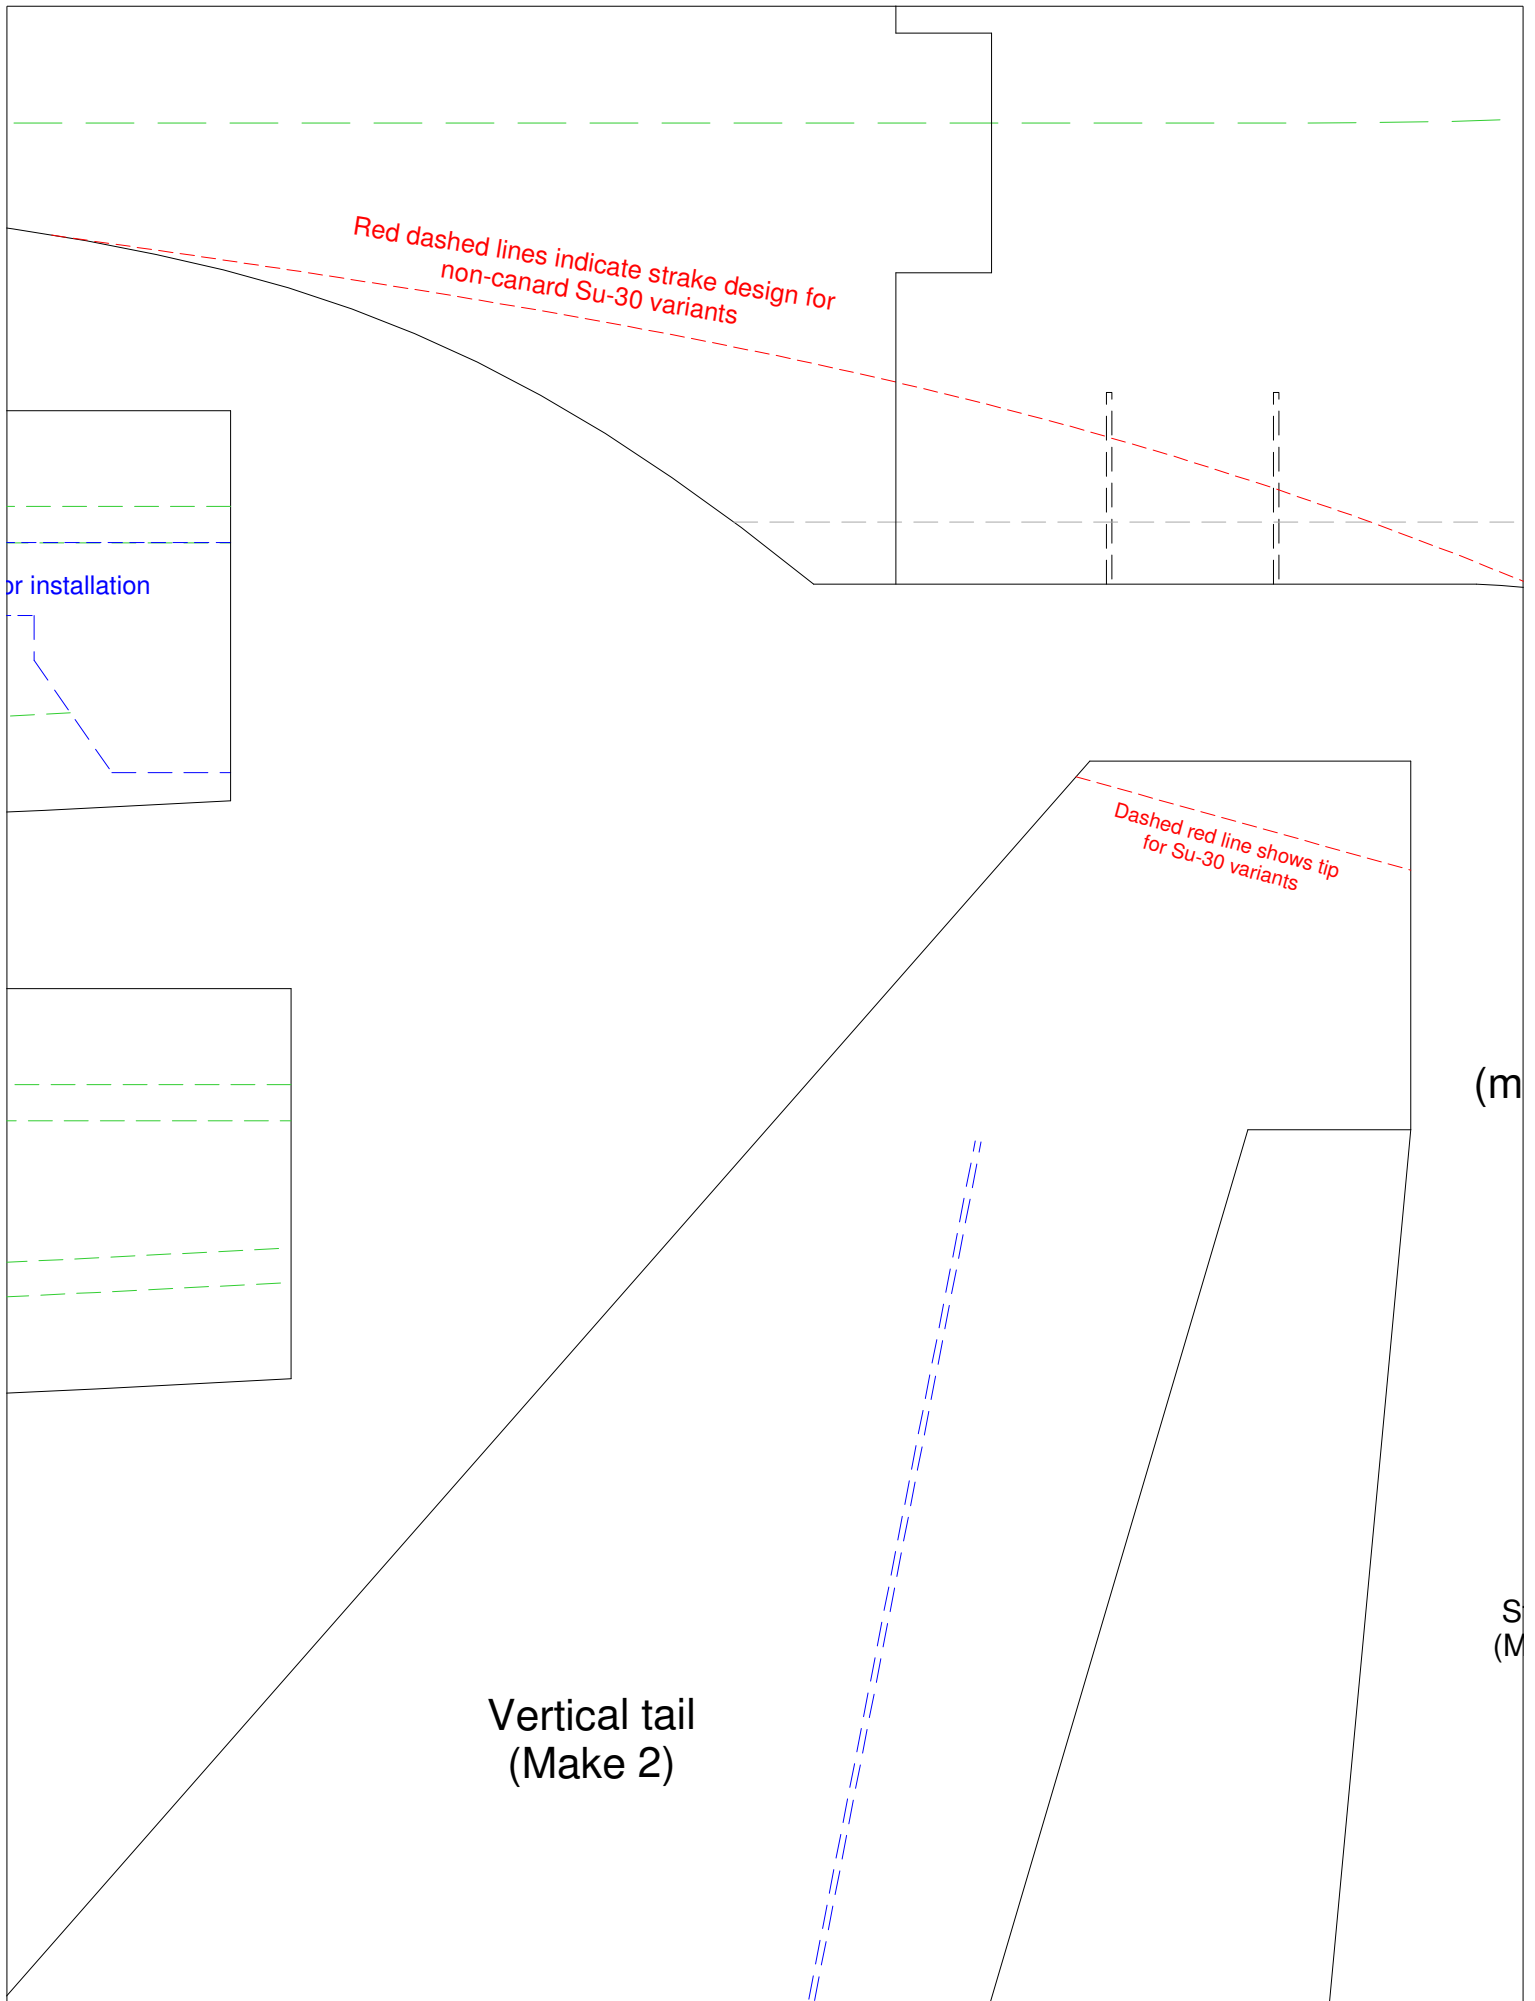 Red dashed lines indicate strake design for
non-canard Su-30 variants
or installation
Dashed red line shows tip
for Su-30 variants
(m
S
(M
Vertical tail
(Make 2)